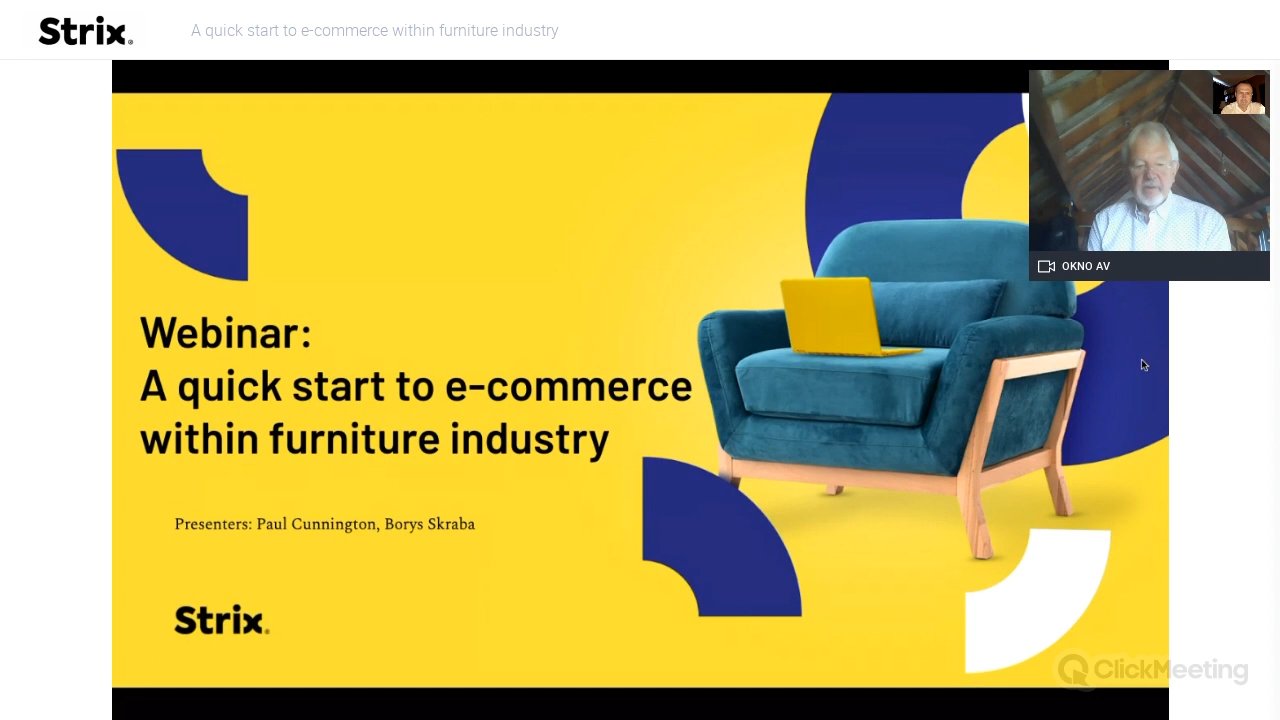 Strix
A quick start to e-commerce within furniture industry
OKNO AV
Webinar:
A quick start to e-commerce
within furniture industry
Presenters: Paul Cunnington, Borys Skraba
Strix
ClickMeeting